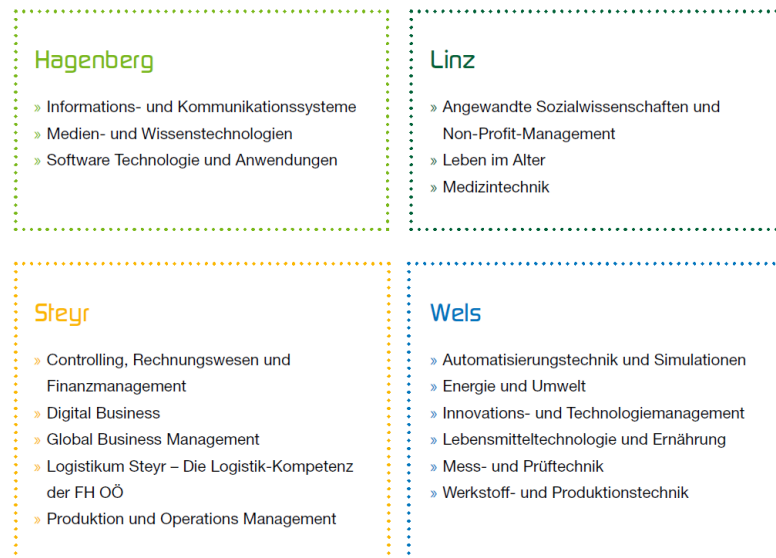 Hagenberg
» Informations- und Kommunikationssysteme
» Medien- und Wissenstechnologien
» Software Technologie und Anwendungen
Linz
» Angewandte Sozialwissenschaften und
Non-Profit-Management
» Leben im Alter
» Medizintechnik
Steyr
» Controlling, Rechnungswesen und
Finanzmanagement
» Digital Business
» Global Business Management
» Logistikum Steyr – Die Logistik-Kompetenz
der FH OÖ
» Produktion und Operations Management
Wels
» Automatisierungstechnik und Simulationen
» Energie und Umwelt
» Innovations- und Technologiemanagement
» Lebensmitteltechnologie und Ernährung
» Mess- und Prüftechnik
» Werkstoff- und Produktionstechnik